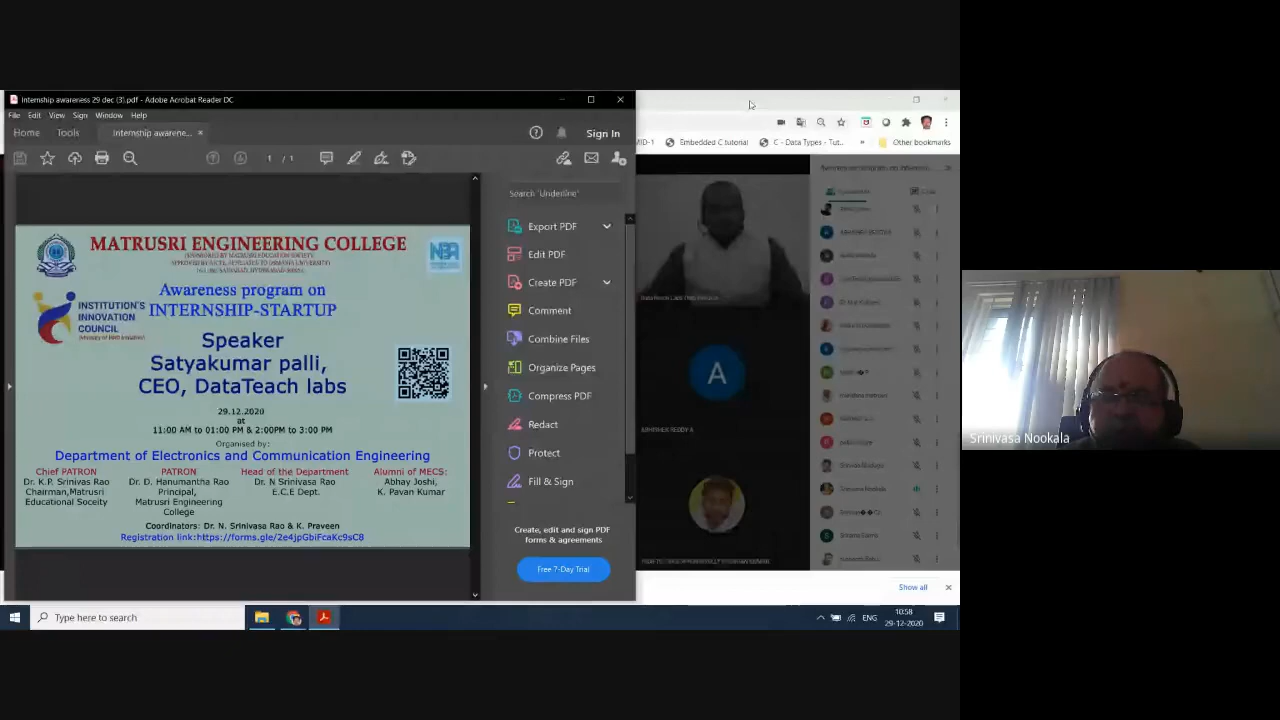 Internship awareness 29 dec (3).pdf - Adobe Acrobat Reader DC
File Edit View Sign Window Help
Home Tools Internship awarene... ×
Sign In
1 / 1
MID-1 Embedded C tutorial C - Data Types - Tut... » Other bookmarks
Search 'Underline'
Export PDF
Edit PDF
Create PDF
Comment
Combine Files
Organize Pages
Compress PDF
Redact
Protect
Fill & Sign
Create, edit and sign PDF
forms & agreements
Free 7-Day Trial
MATRUSRI ENGINEERING COLLEGE
NBA
Awareness program on
INTERNSHIP-STARTUP
INSTITUTION'S
INNOVATION
COUNCIL
Speaker
Satyakumar palli,
CEO, DataTeach labs
29.12.2020
at
11:00 AM to 01:00 PM & 2:00PM to 3:00 PM
Organised by:
Department of Electronics and Communication Engineering
Chief PATRON
Dr. K.P. Srinivas Rao
Chairman,Matrusri
Educational Soceity
PATRON
Dr. D. Hanumantha Rao
Principal,
Matrusri Engineering
College
Head of the Department
Dr. N Srinivasa Rao
E.C.E Dept.
Alumni of MECS:
Abhay Joshi,
K. Pavan Kumar
Coordinators: Dr. N. Srinivasa Rao & K. Praveen
Registration link:https://forms.gle/2e4jpGbiFcaKc9sC8
A
ABHISHEK REDDY A
Srinivasa Nookala
Show all
Type here to search
ENG
10:58
29-12-2020